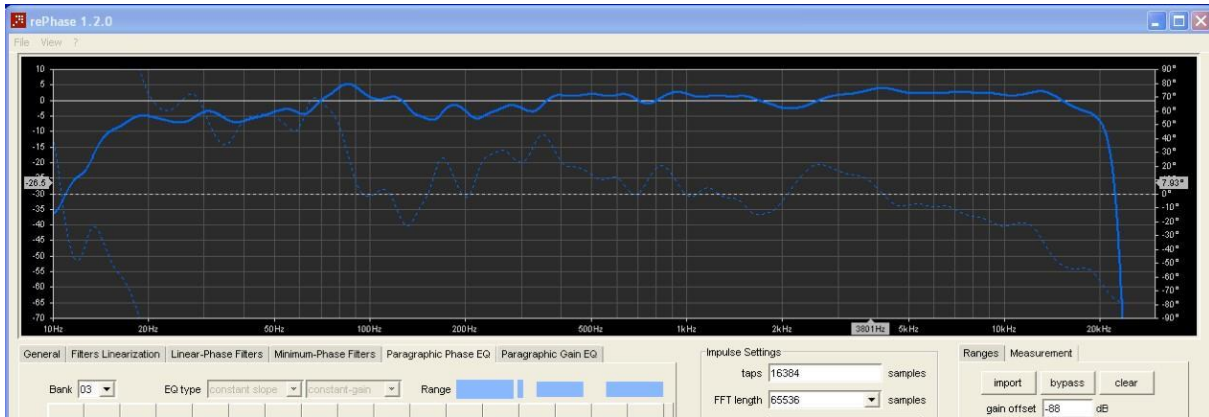 rePhase 1.2.0
File View ?
10 90°
5 80°
0 70°
-5 60°
-10 50°
-15 40°
-20 30°
-25 20°
-26.5 7.93°
10°
-30 0°
-35 -10°
-40 -20°
-45 -30°
-50 -40°
-55 -50°
-60 -60°
-65 -70°
-70 -80°
-90°
10Hz 20Hz 50Hz 100Hz 200Hz 500Hz 1kHz 2kHz 3801Hz 5kHz 10kHz 20kHz
General Filters Linearization Linear-Phase Filters Minimum-Phase Filters Paragraphic Phase EQ Paragraphic Gain EQ
Impulse Settings
Ranges Measurement
Bank 03 EQ type constant slope constant-gain Range
taps 16384 samples
import bypass clear
FFT length 65536 samples
gain offset -88 dB